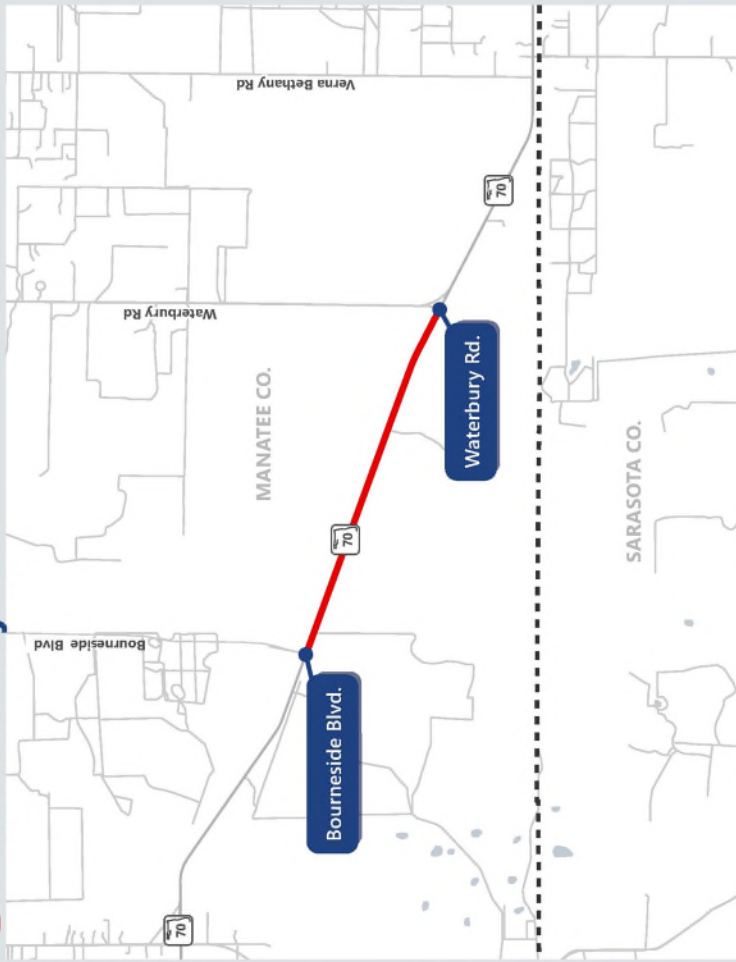 Verna Bethany Rd
70
Waterbury Rd
Waterbury Rd.
MANATEE CO.
SARASOTA CO.
70
Bourneside Blvd
Bourneside Blvd.
70